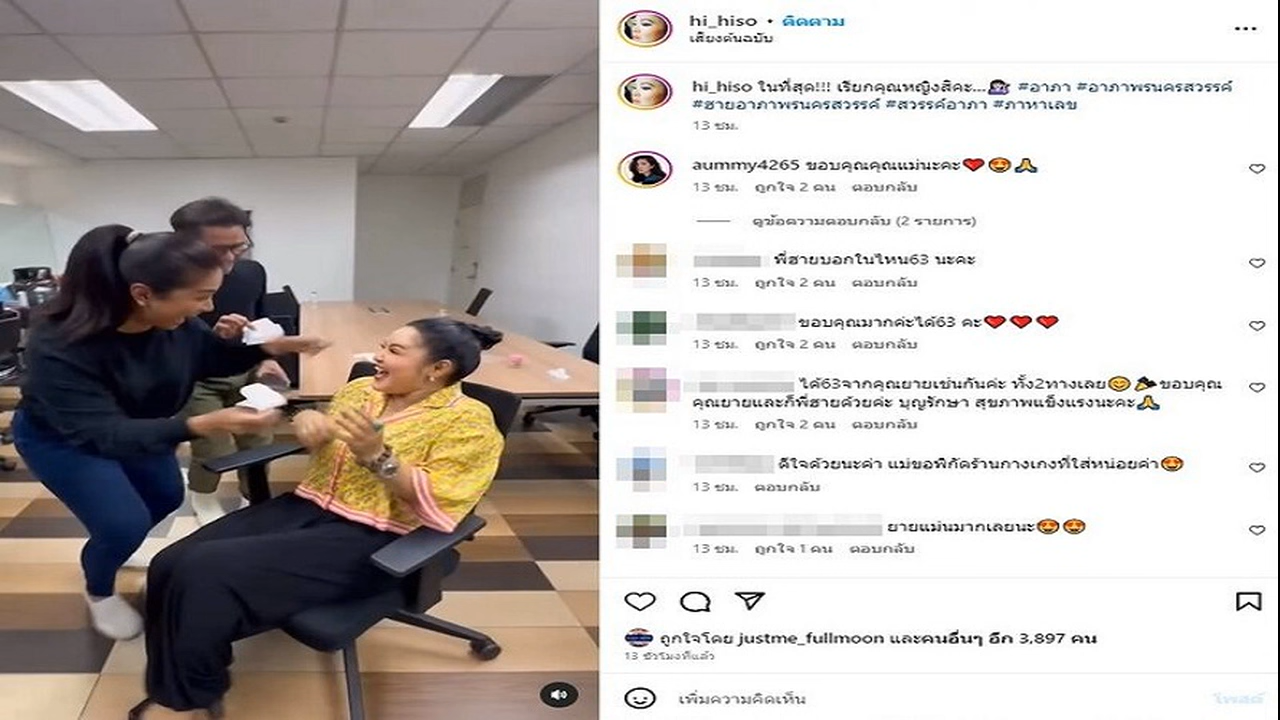 hi_hiso • ติดตาม
เสียงต้นฉบับ
hi_hiso ในที่สุด!!! เรียกคุณหญิงสิคะ... #อาภา #อาภาพรนครสวรรค์
#ฮายอาภาพรนครสวรรค์ #สวรรค์อาภา #ภาหาเลข
13 ชม.
aummy4265 ขอบคุณคุณแม่นะคะ❤️😍🙏
13 ชม. ถูกใจ 2 คน ตอบกลับ
ดูข้อความตอบกลับ (2 รายการ)
พี่ฮายบอกในไหน63 นะคะ
13 ชม. ถูกใจ 2 คน ตอบกลับ
ขอบคุณมากค่ะได้63 คะ❤️❤️❤️
13 ชม. ถูกใจ 2 คน ตอบกลับ
ได้63จากคุณยายเช่นกันค่ะ ทั้ง2ทางเลย😊🎉ขอบคุณ
คุณยายและก็พี่ฮายด้วยค่ะ บุญรักษา สุขภาพแข็งแรงนะคะ🙏
13 ชม. ถูกใจ 2 คน ตอบกลับ
ดีใจด้วยนะค่า แม่ขอพิกัดร้านกางเกงที่ใส่หน่อยค่า😍
13 ชม. ตอบกลับ
ยายแม่นมากเลยนะ😍😍
13 ชม. ถูกใจ 1 คน ตอบกลับ
ถูกใจโดย justme_fullmoon และคนอื่นๆ อีก 3,897 คน
13 ชั่วโมงที่แล้ว
เพิ่มความคิดเห็น
โพสต์